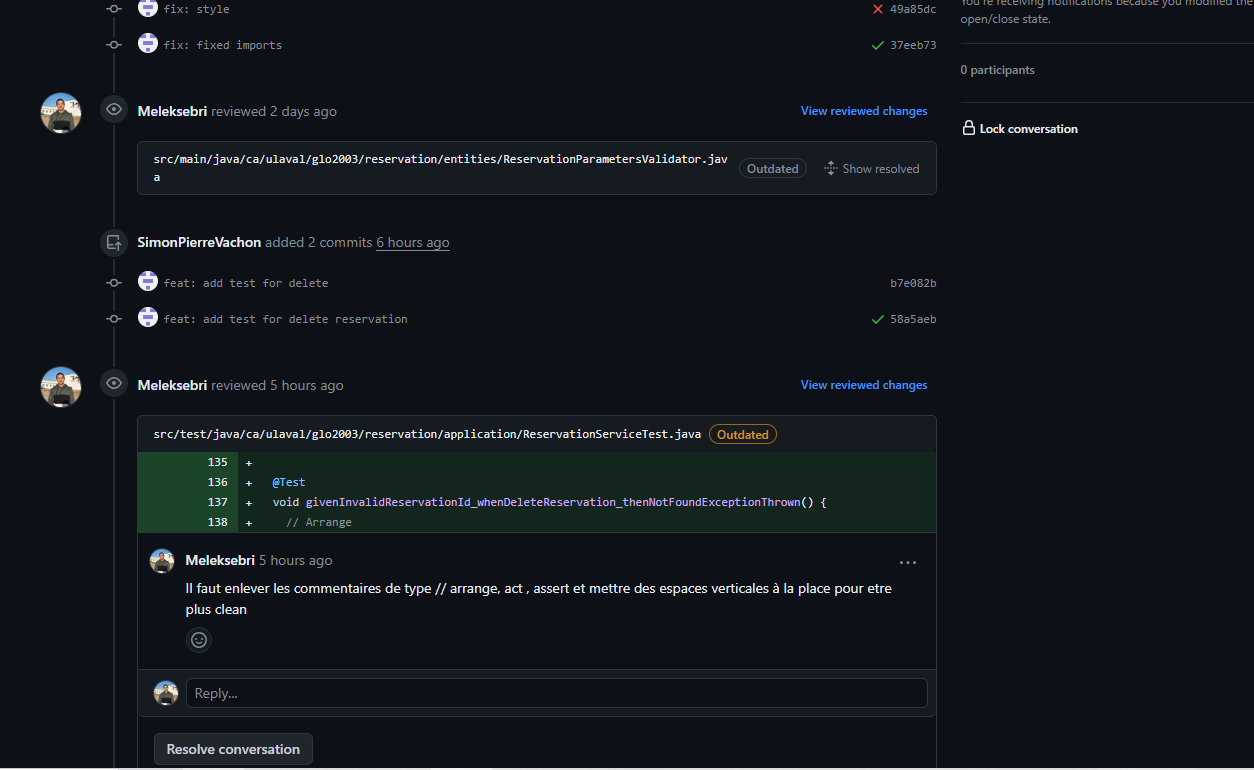 fix: style 49a85dc
You're receiving notifications because you modified the
open/close state.
fix: fixed imports 37eeb73
0 participants
Meleksebri reviewed 2 days ago View reviewed changes
Lock conversation
src/main/java/ca/ulaval/glo2003/reservation/entities/ReservationParametersValidator.jav
a
Outdated Show resolved
SimonPierreVachon added 2 commits 6 hours ago
feat: add test for delete b7e082b
feat: add test for delete reservation 58a5aeb
Meleksebri reviewed 5 hours ago View reviewed changes
src/test/java/ca/ulaval/glo2003/reservation/application/ReservationServiceTest.java Outdated
135 +
136 + @Test
137 + void givenInvalidReservationId_whenDeleteReservation_thenNotFoundExceptionThrown() {
138 + // Arrange
Meleksebri 5 hours ago
Il faut enlever les commentaires de type // arrange, act , assert et mettre des espaces verticales à la place pour etre
plus clean
Reply...
Resolve conversation